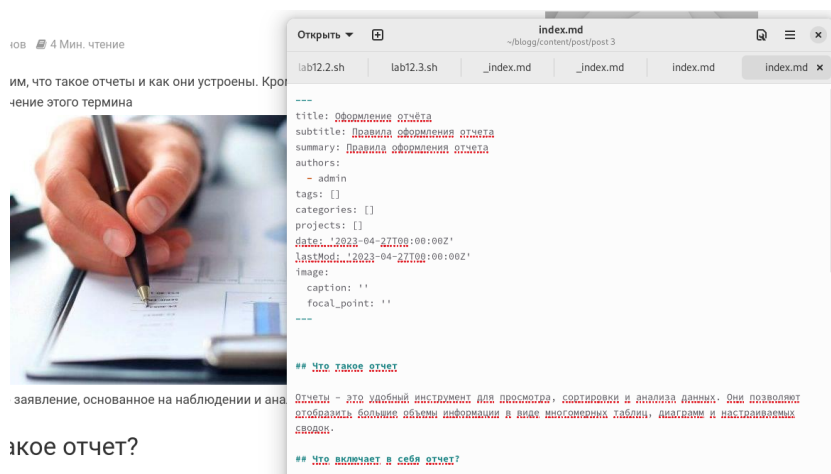 нов 4 Мин. чтение
им, что такое отчеты и как они устроены.
чение этого термина
заявление, основанное на наблюдении и
акое отчет?
Открыть
index.md
~/blogg/content/post/post 3
lab12.2.sh lab12.3.sh _index.md _index.md index.md index.md
---
title: Оформление отчёта
subtitle: Правила оформления отчета
summary: Правила оформления отчета
authors:
- admin
tags: []
categories: []
projects: []
date: '2023-04-27T00:00:00Z'
lastMod: '2023-04-27T00:00:00Z'
image:
caption: ''
focal_point: ''
---
## Что такое отчет
Отчеты – это удобный инструмент для просмотра, сортировки и анализа данных. Они позволяют
отобразить большие объемы информации в виде многомерных таблиц, диаграмм и настраиваемых
сводок.
## Что включает в себя отчет?